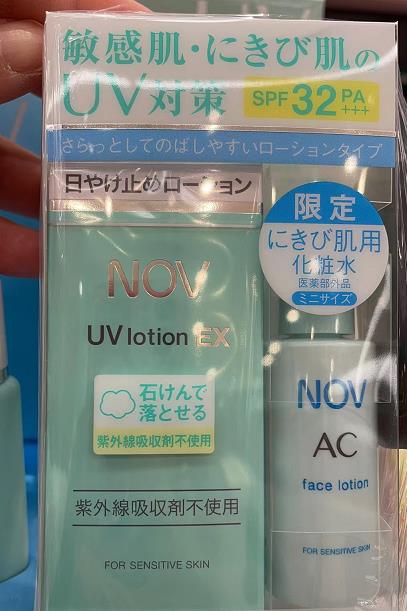 敏感肌・にきび肌の
UV対策 SPF32 PA+++
さらっとしてのばしやすいローションタイプ
日やけ止めローション
NOV
UV lotion EX
石けんで
落とせる
紫外線吸収剤不使用
紫外線吸収剤不使用
FOR SENSITIVE SKIN
限定
にきび肌用
化粧水
医薬部外品
ミニサイズ
NOV
AC
face lotion
FOR SENSITIVE SKIN